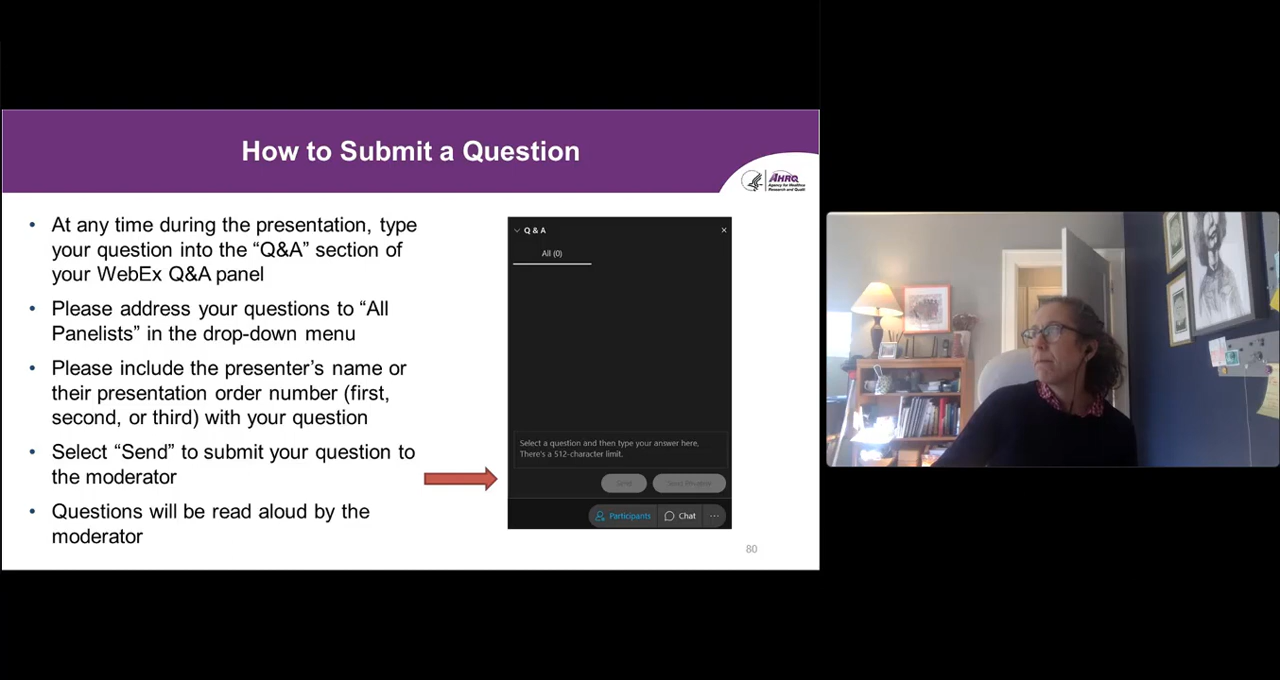 How to Submit a Question
AHRQ
Agency for Healthcare
Research and Quality
• At any time during the presentation, type
your question into the “Q&A” section of
your WebEx Q&A panel
• Please address your questions to “All
Panelists” in the drop-down menu
• Please include the presenter’s name or
their presentation order number (first,
second, or third) with your question
• Select “Send” to submit your question to
the moderator
• Questions will be read aloud by the
moderator
Q & A
All (0)
Select a question and then type your answer here,
There's a 512-character limit.
Send
Participants
Chat
80